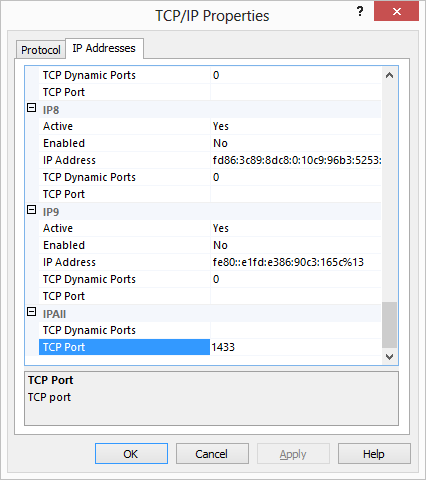 TCP/IP Properties
?
Protocol
IP Addresses
TCP Dynamic Ports 0
TCP Port
IP8
Active Yes
Enabled No
IP Address fd86:3c89:8dc8:0:10c9:96b3:5253:
TCP Dynamic Ports 0
TCP Port
IP9
Active Yes
Enabled No
IP Address fe80::e1fd:e386:90c3:165c%13
TCP Dynamic Ports 0
TCP Port
IPAll
TCP Dynamic Ports
TCP Port 1433
TCP Port
TCP port
OK Cancel Apply Help